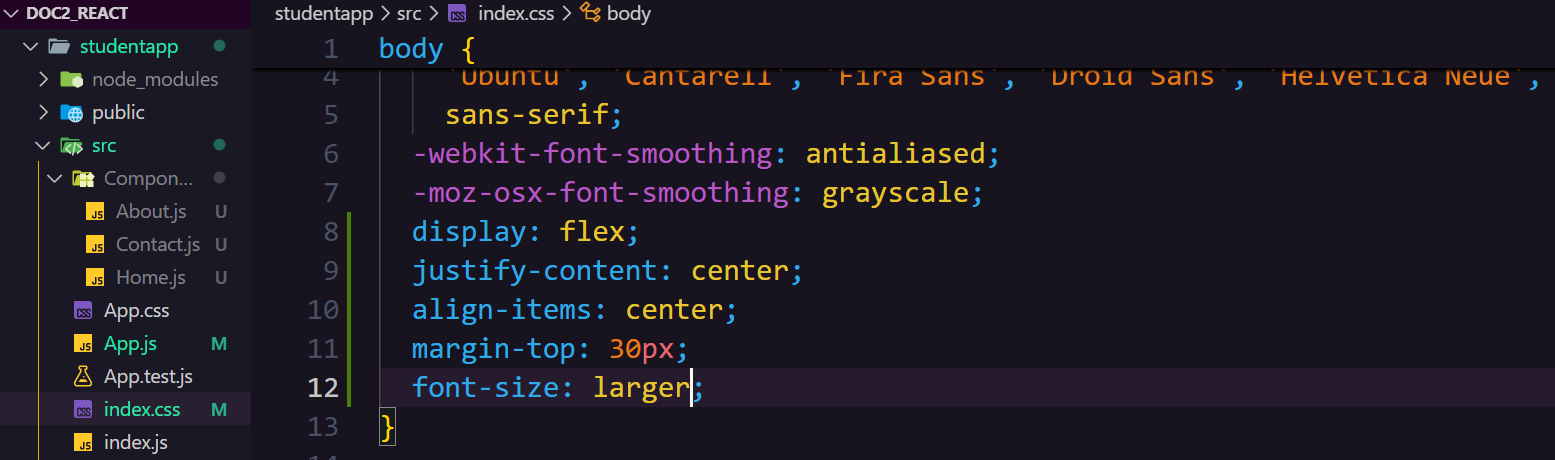 DOC2_REACT
studentapp
node_modules
public
src
Compon...
About.js U
Contact.js U
Home.js U
App.css
App.js M
App.test.js
index.css M
index.js
studentapp > src > index.css > body
1 body {
4 'Ubuntu', 'Cantarell', 'Fira Sans', 'Droid Sans', 'Helvetica Neue',
5 sans-serif;
6 -webkit-font-smoothing: antialiased;
7 -moz-osx-font-smoothing: grayscale;
8 display: flex;
9 justify-content: center;
10 align-items: center;
11 margin-top: 30px;
12 font-size: larger;
13 }